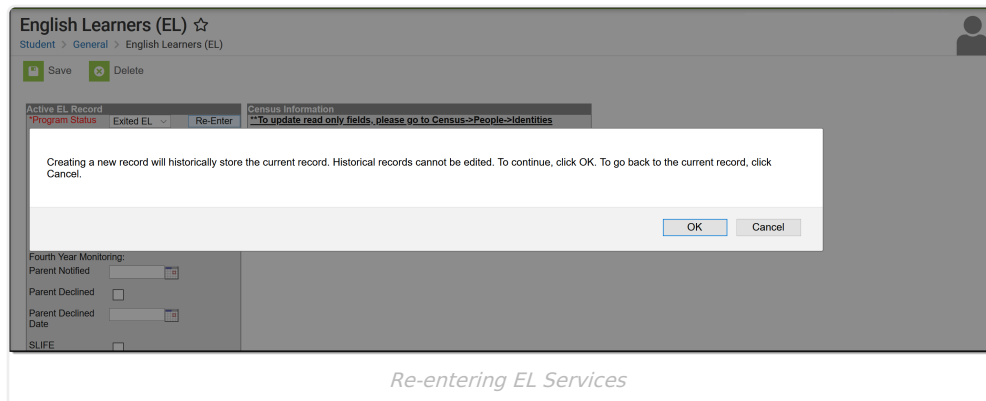 English Learners (EL) ☆
Student > General > English Learners (EL)
Save Delete
Active EL Record
*Program Status Exited EL Re-Enter
Census Information
**To update read only fields, please go to Census->People->Identities
Creating a new record will historically store the current record. Historical records cannot be edited. To continue, click OK. To go back to the current record, click
Cancel.
OK Cancel
Fourth Year Monitoring:
Parent Notified
Parent Declined
Parent Declined
Date
SLIFE
Re-entering EL Services